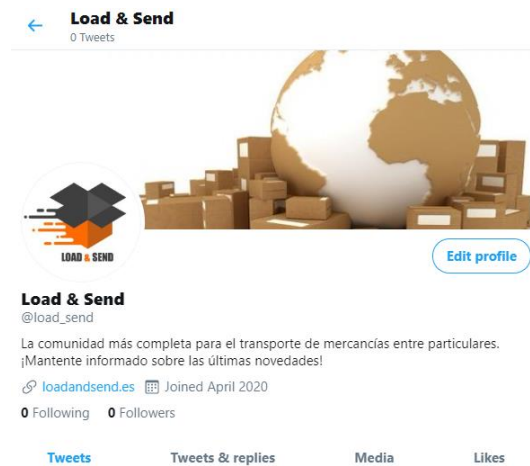 Load & Send
0 Tweets
LOAD & SEND
Edit profile
Load & Send
@load_send
La comunidad más completa para el transporte de mercancías entre particulares.
¡Mantente informado sobre las últimas novedades!
loadandsend.es Joined April 2020
0 Following 0 Followers
Tweets Tweets & replies Media Likes